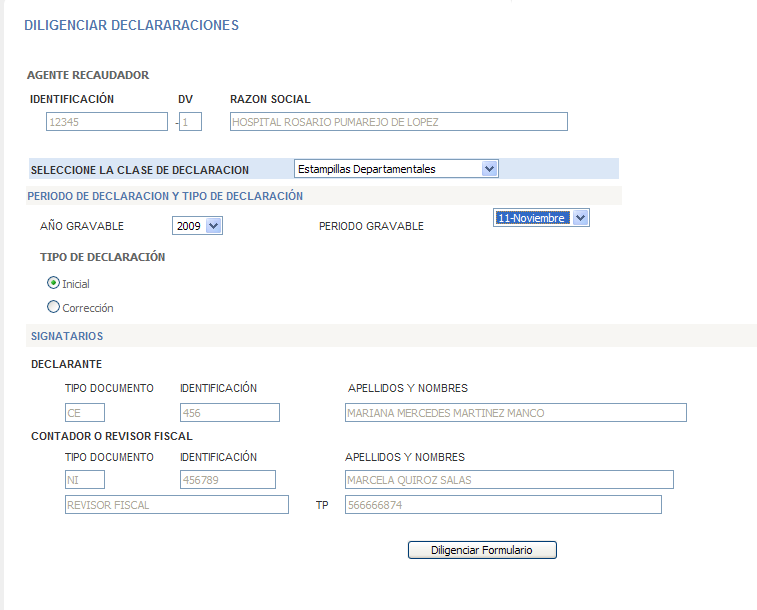 DILIGENCIAR DECLARARACIONES
AGENTE RECAUDADOR
IDENTIFICACIÓN DV RAZON SOCIAL
12345 - 1 HOSPITAL ROSARIO PUMAREJO DE LOPEZ
SELECCIONE LA CLASE DE DECLARACION Estampillas Departamentales
PERIODO DE DECLARACION Y TIPO DE DECLARACIÓN
AÑO GRAVABLE 2009 PERIODO GRAVABLE 11-Noviembre
TIPO DE DECLARACIÓN
Inicial
Corrección
SIGNATARIOS
DECLARANTE
TIPO DOCUMENTO IDENTIFICACIÓN APELLIDOS Y NOMBRES
CE 456 MARIANA MERCEDES MARTINEZ MANCO
CONTADOR O REVISOR FISCAL
TIPO DOCUMENTO IDENTIFICACIÓN APELLIDOS Y NOMBRES
NI 456789 MARCELA QUIROZ SALAS
REVISOR FISCAL TP 566666874
Diligenciar Formulario